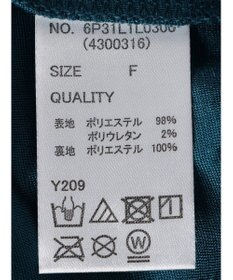 NO. 6P31L1L0300
(4300316)
SIZE F
QUALITY
表地 ポリエステル 98%
ポリウレタン 2%
裏地 ポリエステル 100%
Y209
W